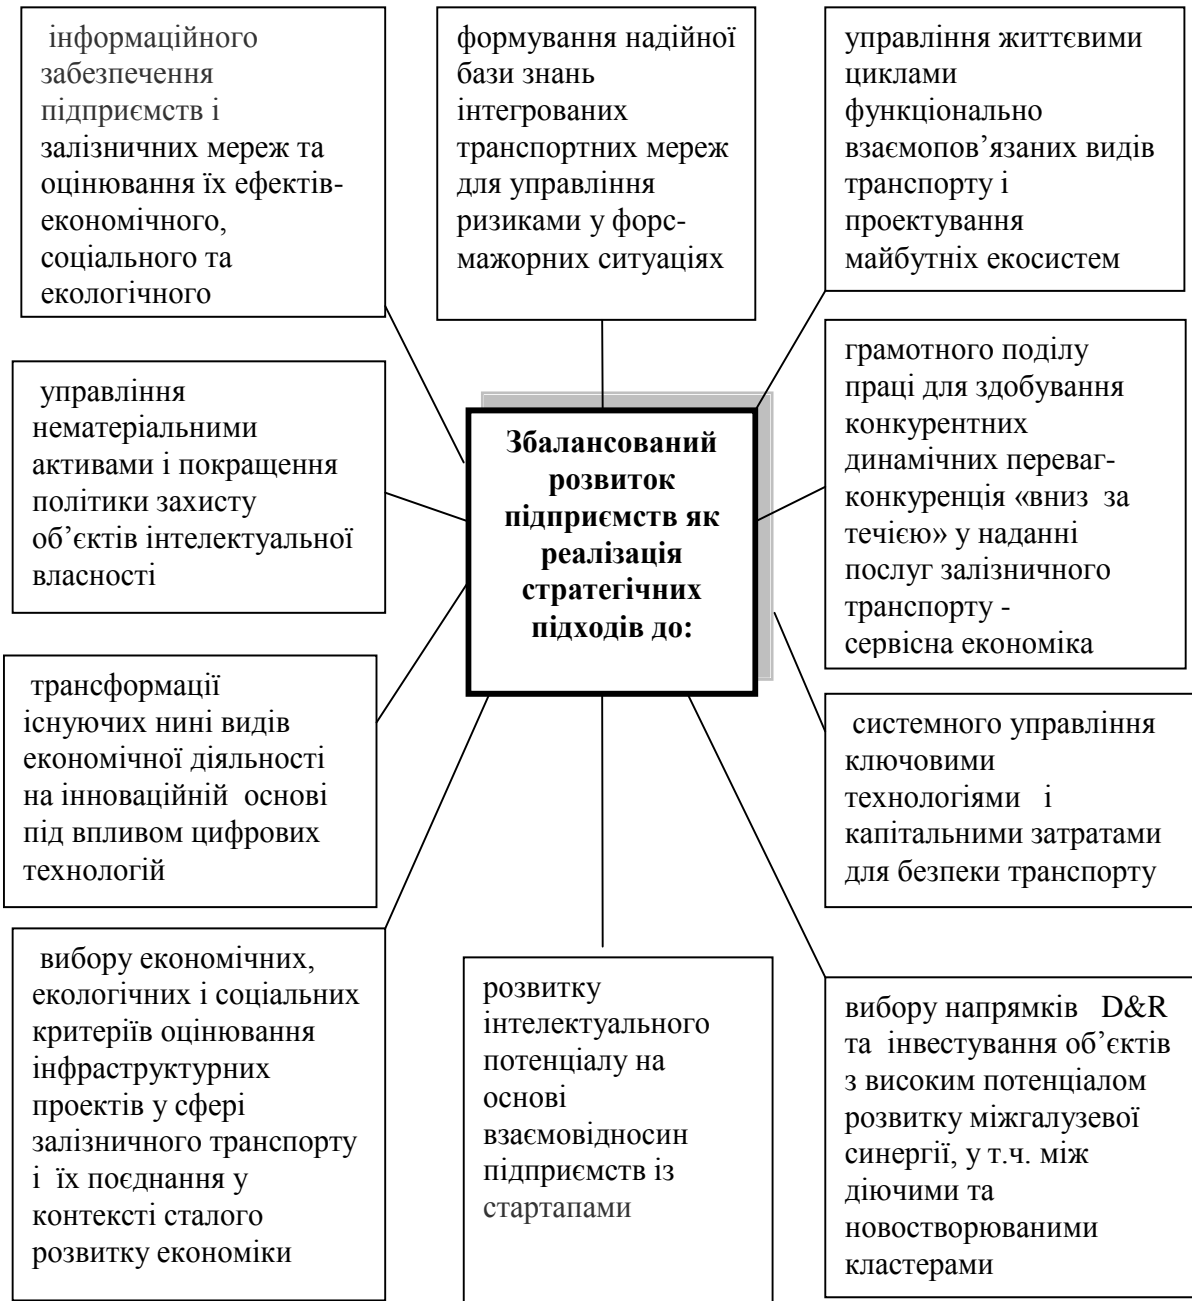 інформаційного
забезпечення
підприємств і
залізничних мереж та
оцінювання їх ефектів-
економічного,
соціального та
екологічного
формування надійної
бази знань
інтегрованих
транспортних мереж
для управління
ризиками у форс-
мажорних ситуаціях
управління життєвими
циклами
функціонально
взаємопов’язаних видів
транспорту і
проектування
майбутніх екосистем
управління
нематеріальними
активами і покращення
політики захисту
об’єктів інтелектуальної
власності
Збалансований
розвиток
підприємств як
реалізація
стратегічних
підходів до:
грамотного поділу
праці для здобування
конкурентних
динамічних переваг-
конкуренція «вниз за
течією» у наданні
послуг залізничного
транспорту -
сервісна економіка
трансформації
існуючих нині видів
економічної діяльності
на інноваційній основі
під впливом цифрових
технологій
системного управління
ключовими
технологіями і
капітальними затратами
для безпеки транспорту
вибору економічних,
екологічних і соціальних
критеріїв оцінювання
інфраструктурних
проектів у сфері
залізничного транспорту
і їх поєднання у
контексті сталого
розвитку економіки
розвитку
інтелектуального
потенціалу на
основі
взаємовідносин
підприємств із
стартапами
вибору напрямків D&R
та інвестування об’єктів
з високим потенціалом
розвитку міжгалузевої
синергії, у т.ч. між
діючими та
новостворюваними
кластерами